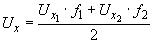 U_x = (U_{x_1} · f_1 + U_{x_2} · f_2) / 2